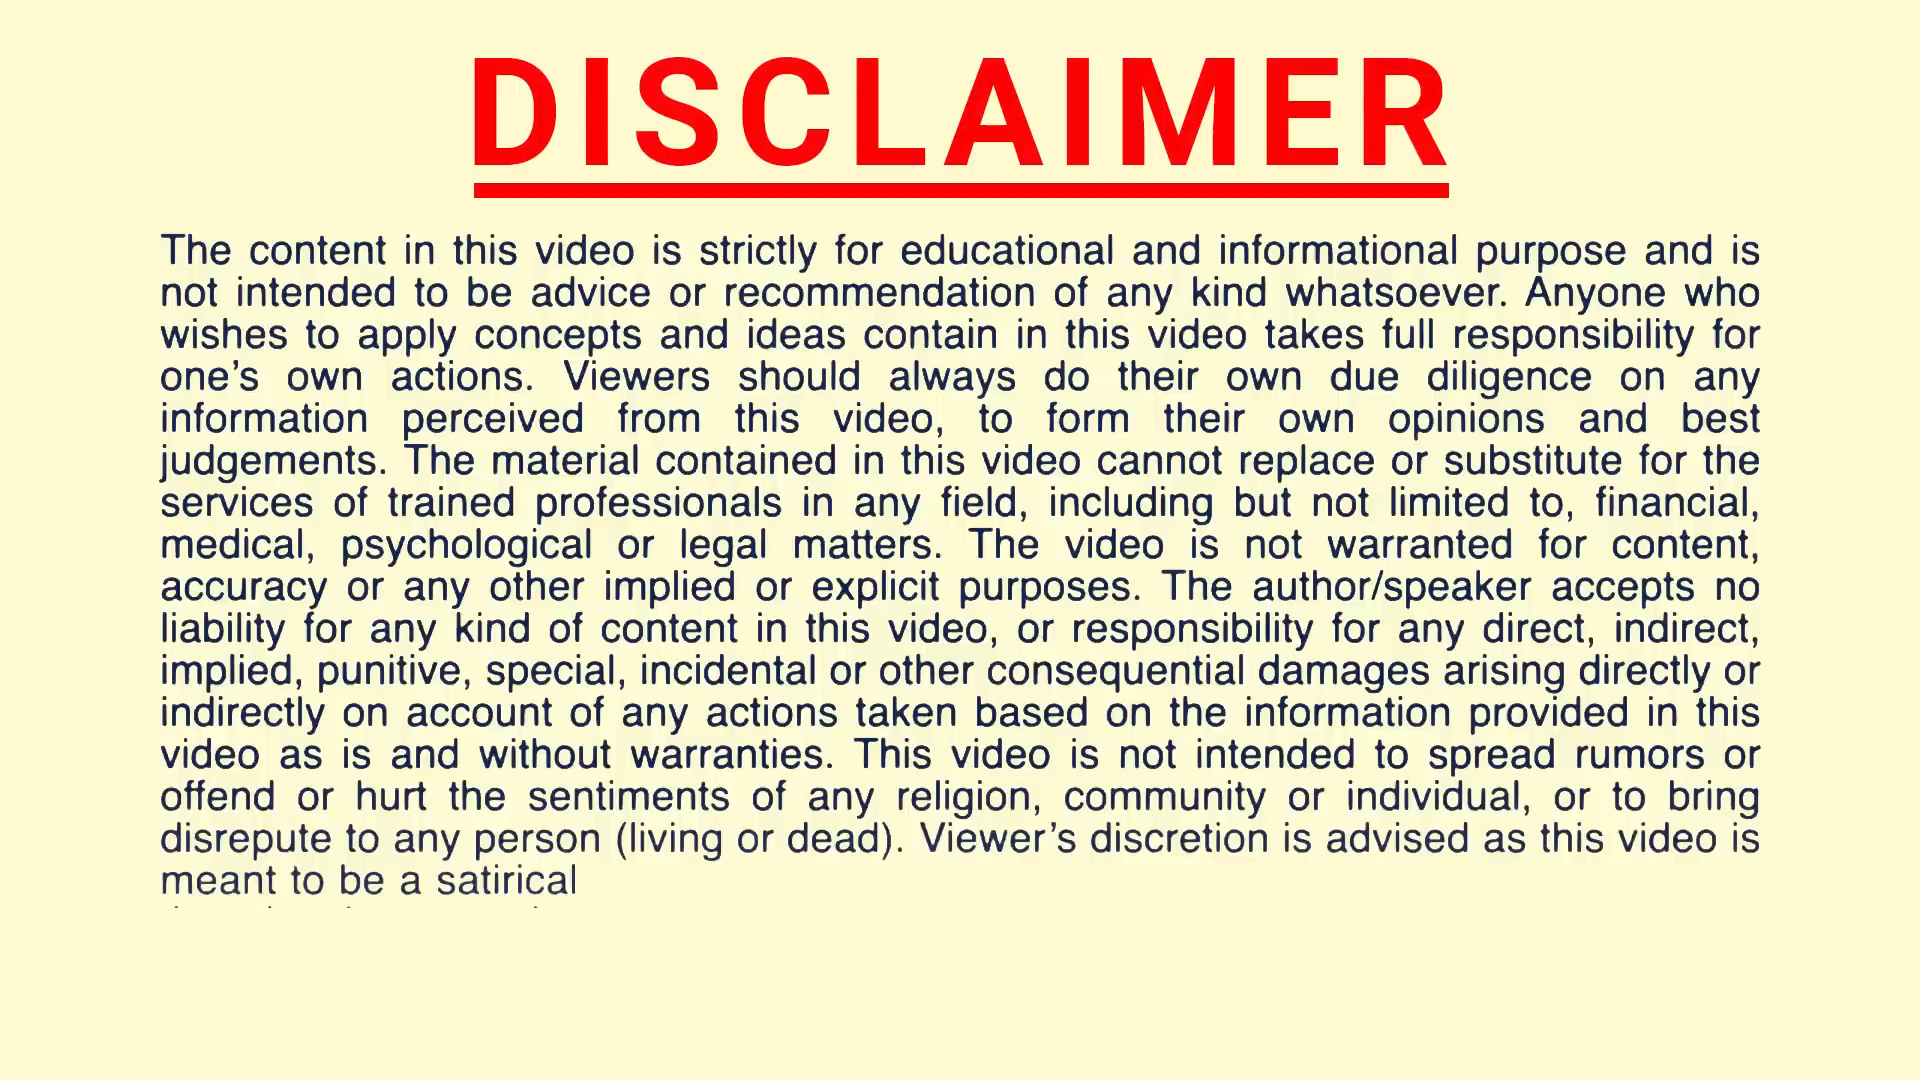 DISCLAIMER
The content in this video is strictly for educational and informational purpose and is
not intended to be advice or recommendation of any kind whatsoever. Anyone who
wishes to apply concepts and ideas contain in this video takes full responsibility for
one’s own actions. Viewers should always do their own due diligence on any
information perceived from this video, to form their own opinions and best
judgements. The material contained in this video cannot replace or substitute for the
services of trained professionals in any field, including but not limited to, financial,
medical, psychological or legal matters. The video is not warranted for content,
accuracy or any other implied or explicit purposes. The author/speaker accepts no
liability for any kind of content in this video, or responsibility for any direct, indirect,
implied, punitive, special, incidental or other consequential damages arising directly or
indirectly on account of any actions taken based on the information provided in this
video as is and without warranties. This video is not intended to spread rumors or
offend or hurt the sentiments of any religion, community or individual, or to bring
disrepute to any person (living or dead). Viewer’s discretion is advised as this video is
meant to be a satirical